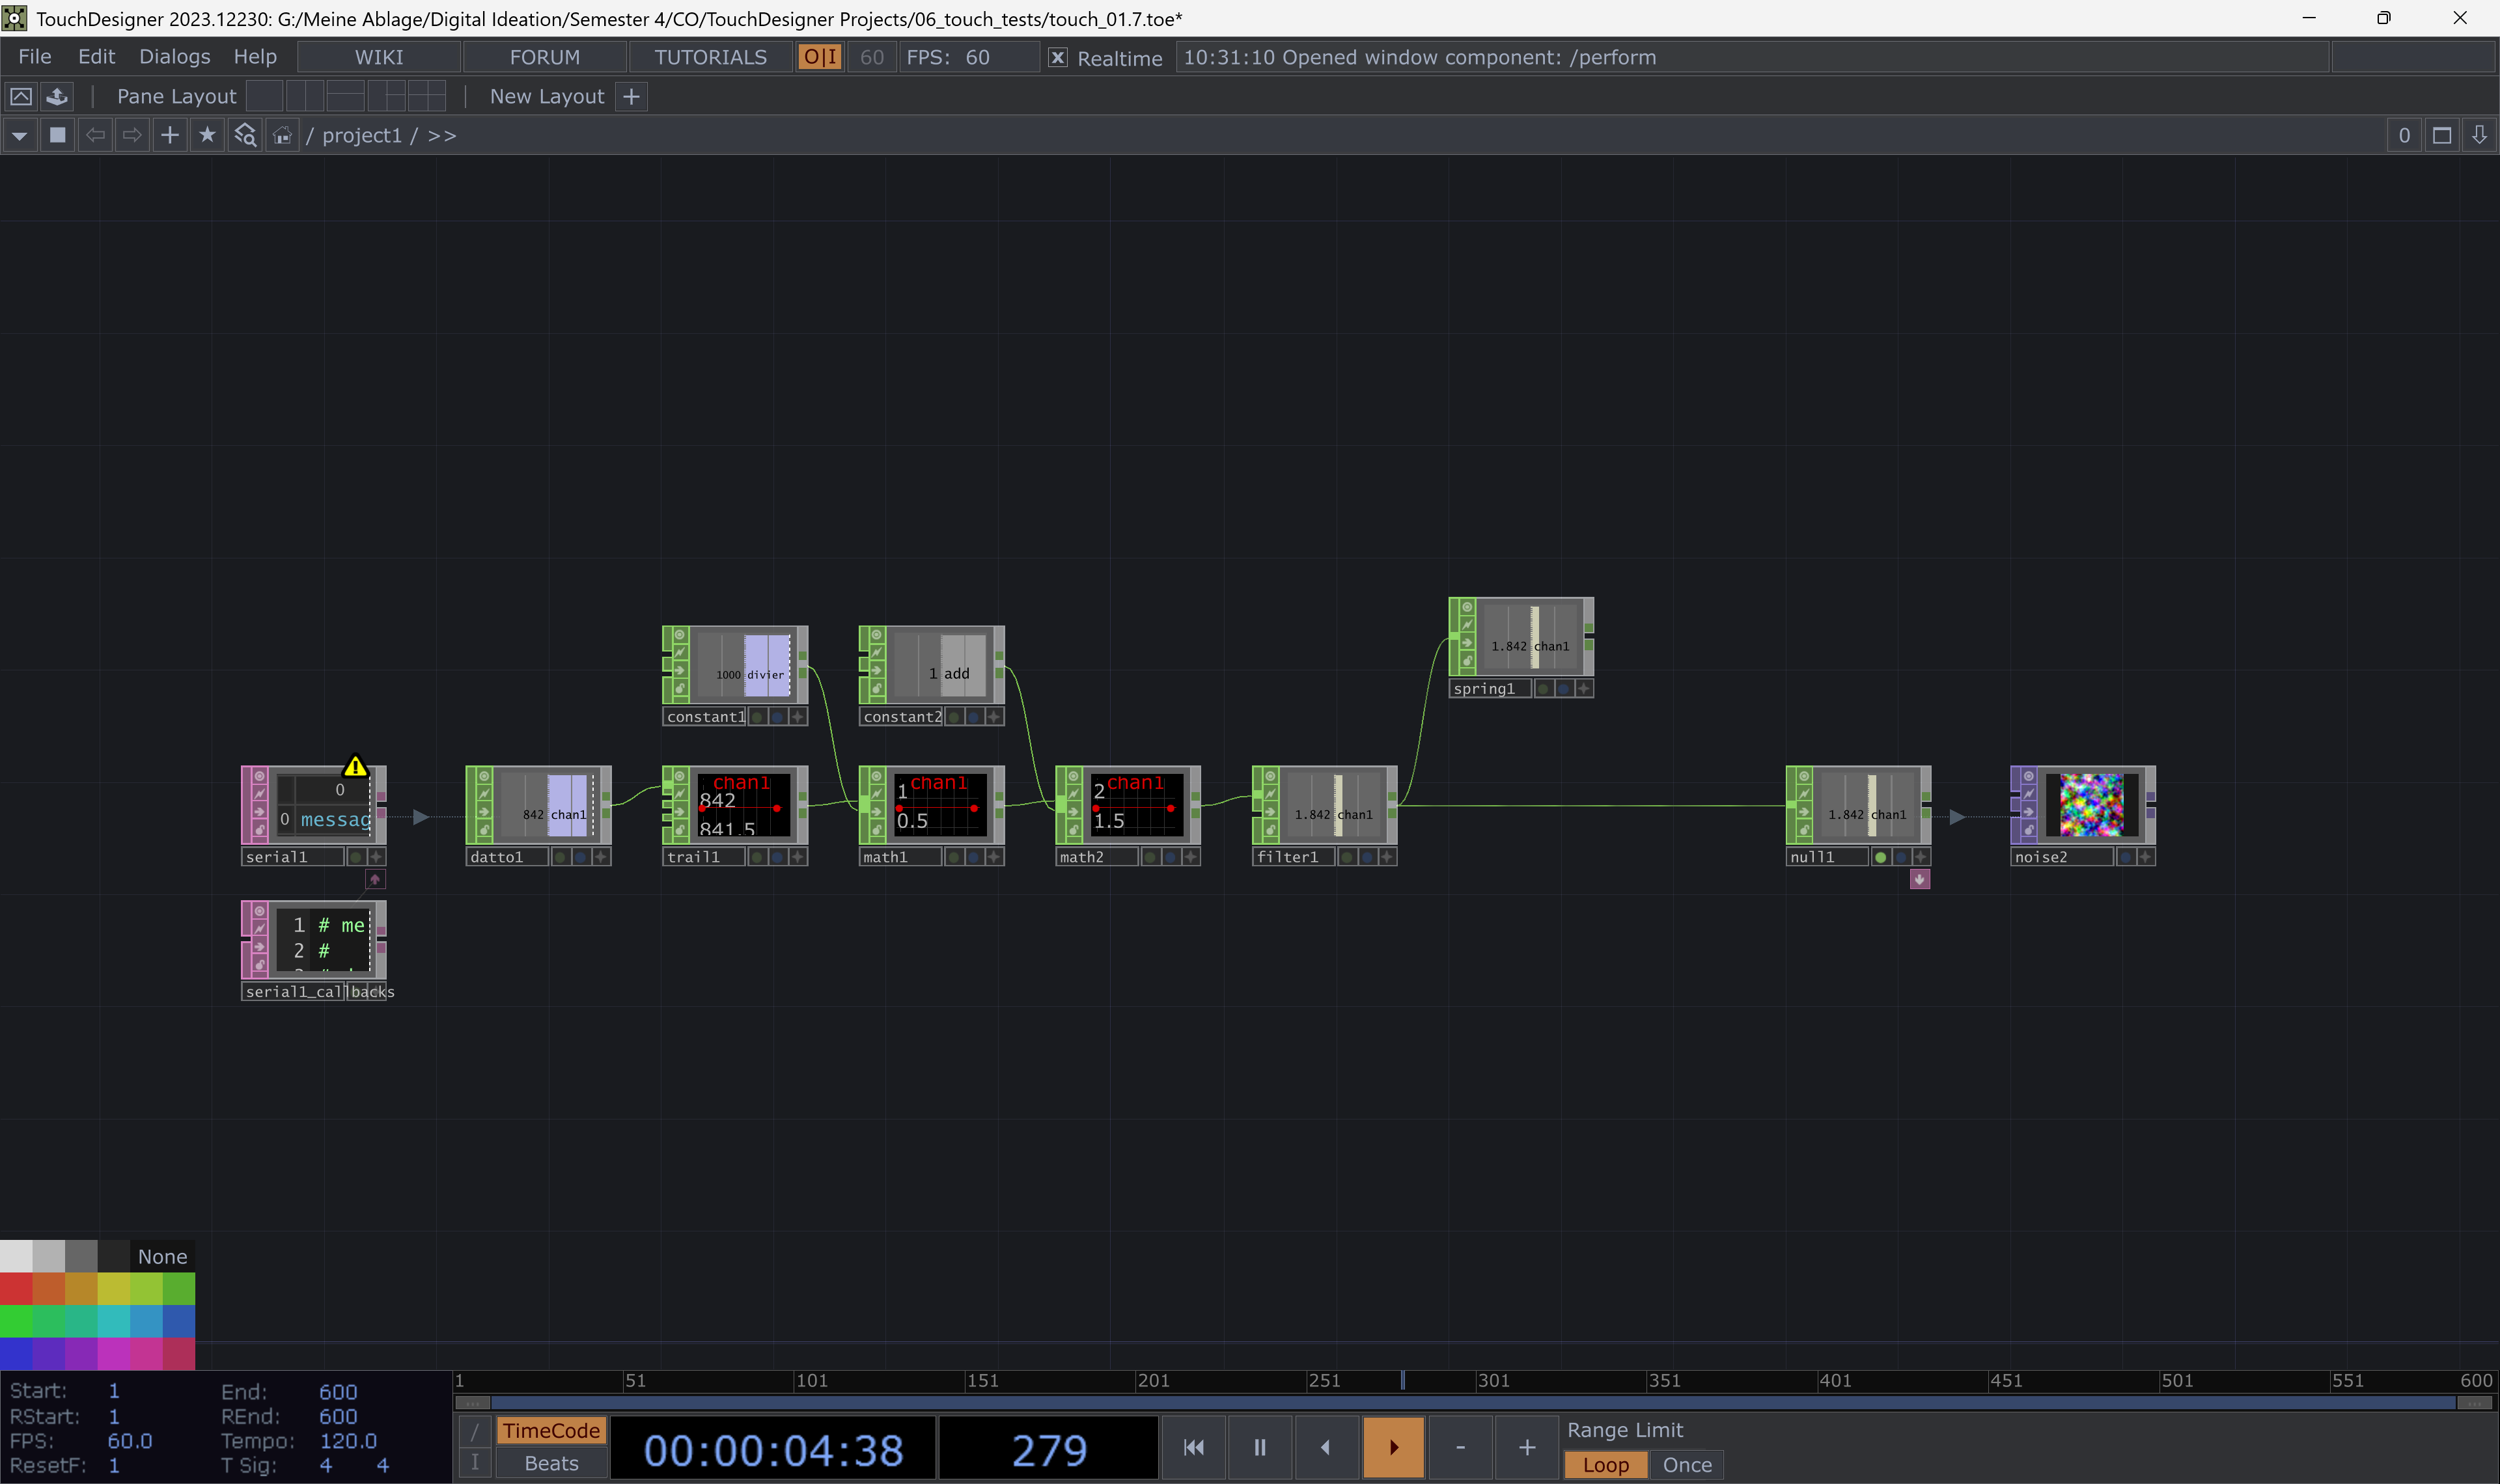 TouchDesigner 2023.12230: G:/Meine Ablage/Digital Ideation/Semester 4/CO/TouchDesigner Projects/06_touch_tests/touch_01.7.toe*
File Edit Dialogs Help WIKI FORUM TUTORIALS O|I 60 FPS: 60 X Realtime 10:31:10 Opened window component: /perform
Pane Layout New Layout +
/ project1 / >> 0
1.842 chan1
spring1
1000 divier 1 add
constant1 constant2
0
0 messag
842 chan1
chan1
842
841.5
chan1
1
0.5
chan1
2
1.5
1.842 chan1
1.842 chan1
serial1 datto1 trail1 math1 math2 filter1 null1 noise2
1 # me
2 #
serial1_callbacks
None
1 51 101 151 201 251 301 351 401 451 501 551 600
Start: 1 End: 600
RStart: 1 REnd: 600
FPS: 60.0 Tempo: 120.0
ResetF: 1 T Sig: 4 4
/ TimeCode 00:00:04:38 279 - + Range Limit
I Beats Loop Once